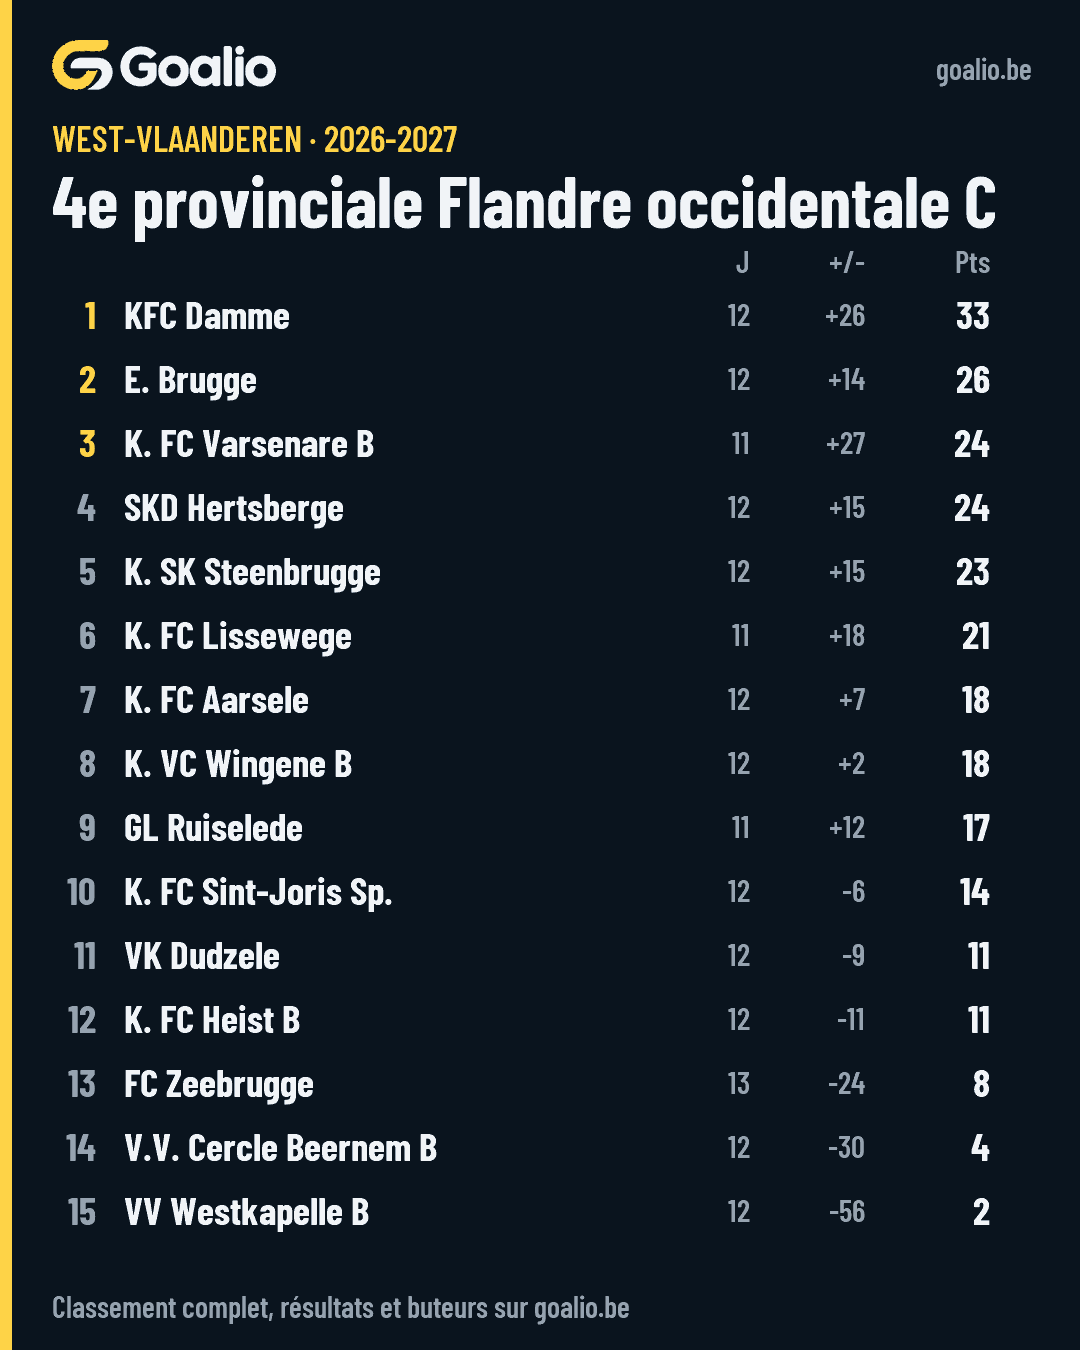 Goalio
goalio.be
WEST-VLAANDEREN · 2026-2027
4e provinciale Flandre occidentale C
J +/- Pts
1 KFC Damme 12 +26 33
2 E. Brugge 12 +14 26
3 K. FC Varsenare B 11 +27 24
4 SKD Hertsberge 12 +15 24
5 K. SK Steenbrugge 12 +15 23
6 K. FC Lissewege 11 +18 21
7 K. FC Aarsele 12 +7 18
8 K. VC Wingene B 12 +2 18
9 GL Ruiselede 11 +12 17
10 K. FC Sint-Joris Sp. 12 -6 14
11 VK Dudzele 12 -9 11
12 K. FC Heist B 12 -11 11
13 FC Zeebrugge 13 -24 8
14 V.V. Cercle Beernem B 12 -30 4
15 VV Westkapelle B 12 -56 2
Classement complet, résultats et buteurs sur goalio.be